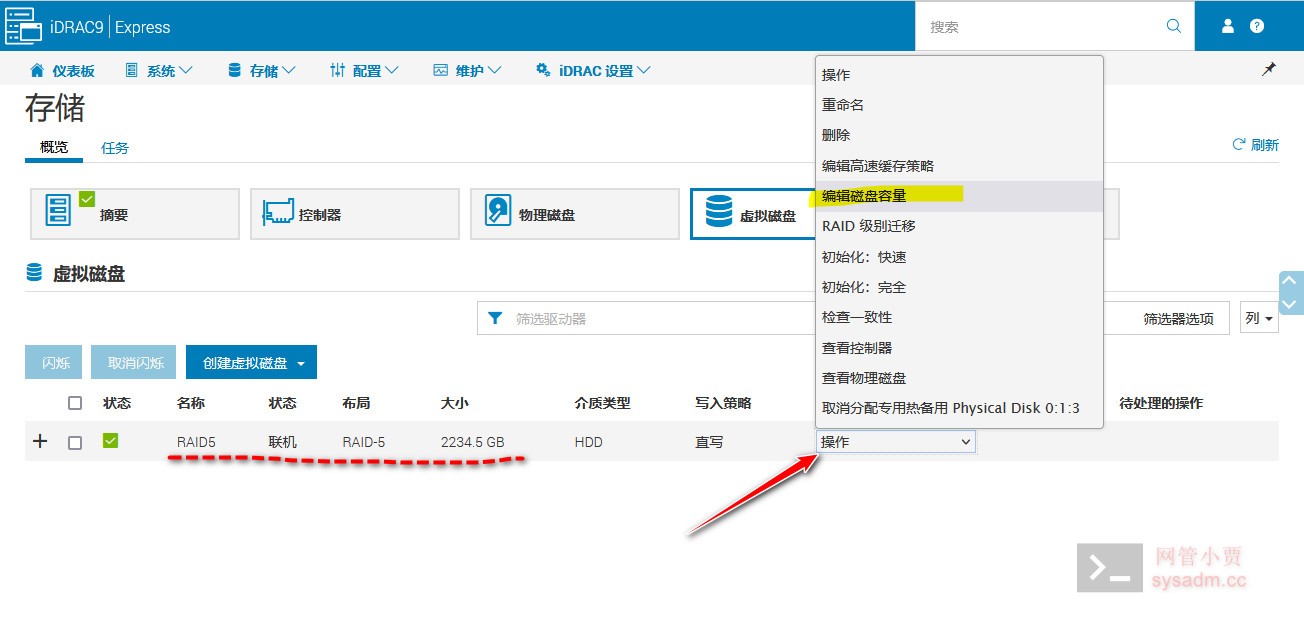 iDRAC9 | Express
搜索
仪表板 系统 存储 配置 维护 iDRAC 设置
存储
概览 任务
刷新
摘要 控制器 物理磁盘 虚拟磁盘
操作
重命名
删除
编辑高速缓存策略
编辑磁盘容量
RAID 级别迁移
初始化：快速
初始化：完全
检查一致性
查看控制器
查看物理磁盘
取消分配专用热备用 Physical Disk 0:1:3
虚拟磁盘
筛选驱动器 筛选器选项 列
闪烁 取消闪烁 创建虚拟磁盘
状态 名称 状态 布局 大小 介质类型 写入策略 待处理的操作
RAID5 联机 RAID-5 2234.5 GB HDD 直写 操作
网管小贾
sysadm.cc